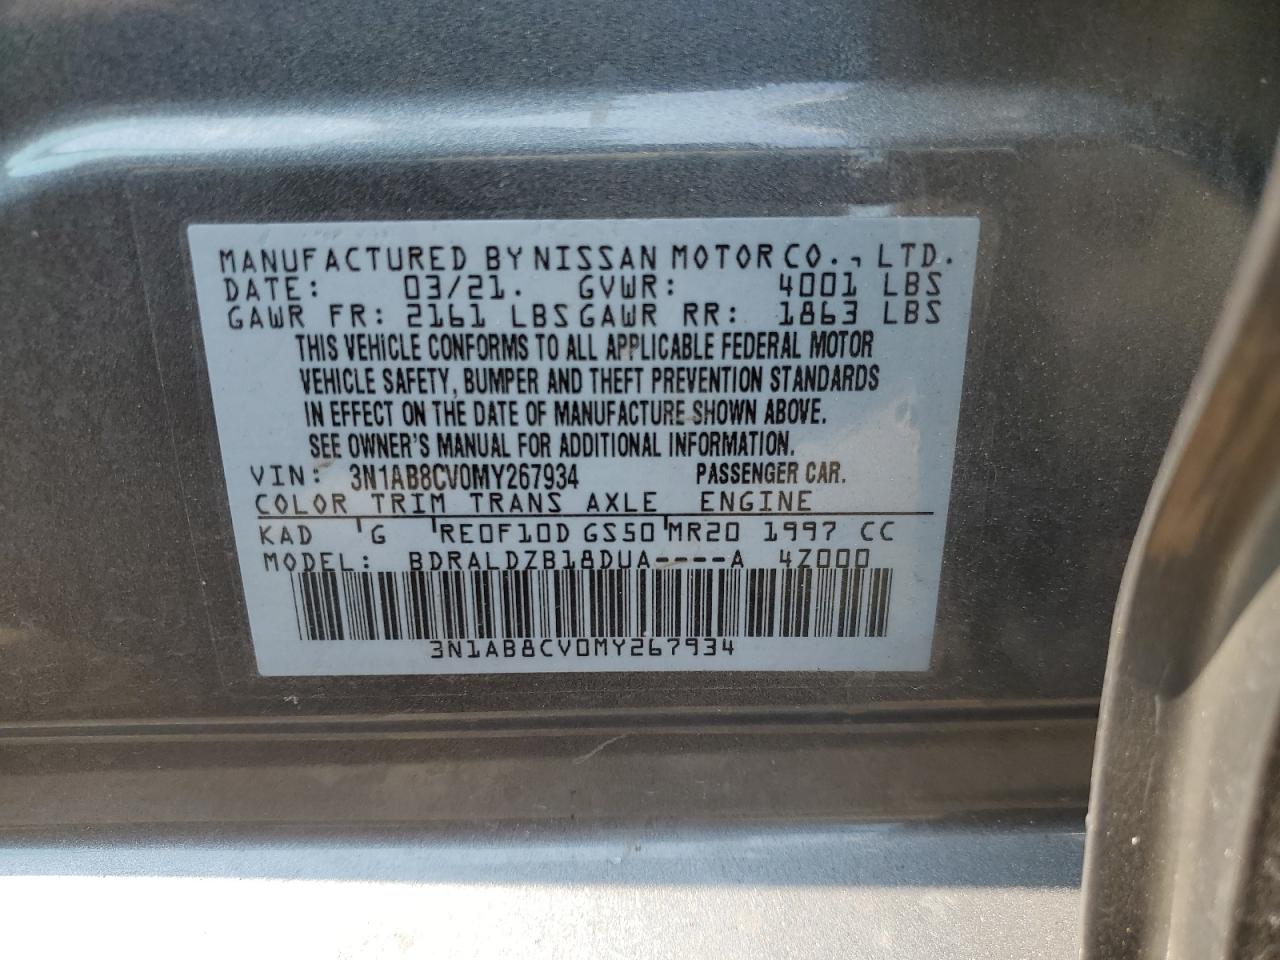 MANUFACTURED BY NISSAN MOTOR CO., LTD.
DATE: 03/21. GVWR: 4001 LBS
GAWR FR: 2161 LBS GAWR RR: 1863 LBS
THIS VEHICLE CONFORMS TO ALL APPLICABLE FEDERAL MOTOR
VEHICLE SAFETY, BUMPER AND THEFT PREVENTION STANDARDS
IN EFFECT ON THE DATE OF MANUFACTURE SHOWN ABOVE.
SEE OWNER'S MANUAL FOR ADDITIONAL INFORMATION.
VIN: 3N1AB8CV0MY267934 PASSENGER CAR.
COLOR TRIM TRANS AXLE ENGINE
KAD G RE0F10D GS50 MR20 1997 CC
MODEL: BDRALDZB18DUA----A 4Z000
3N1AB8CV0MY267934